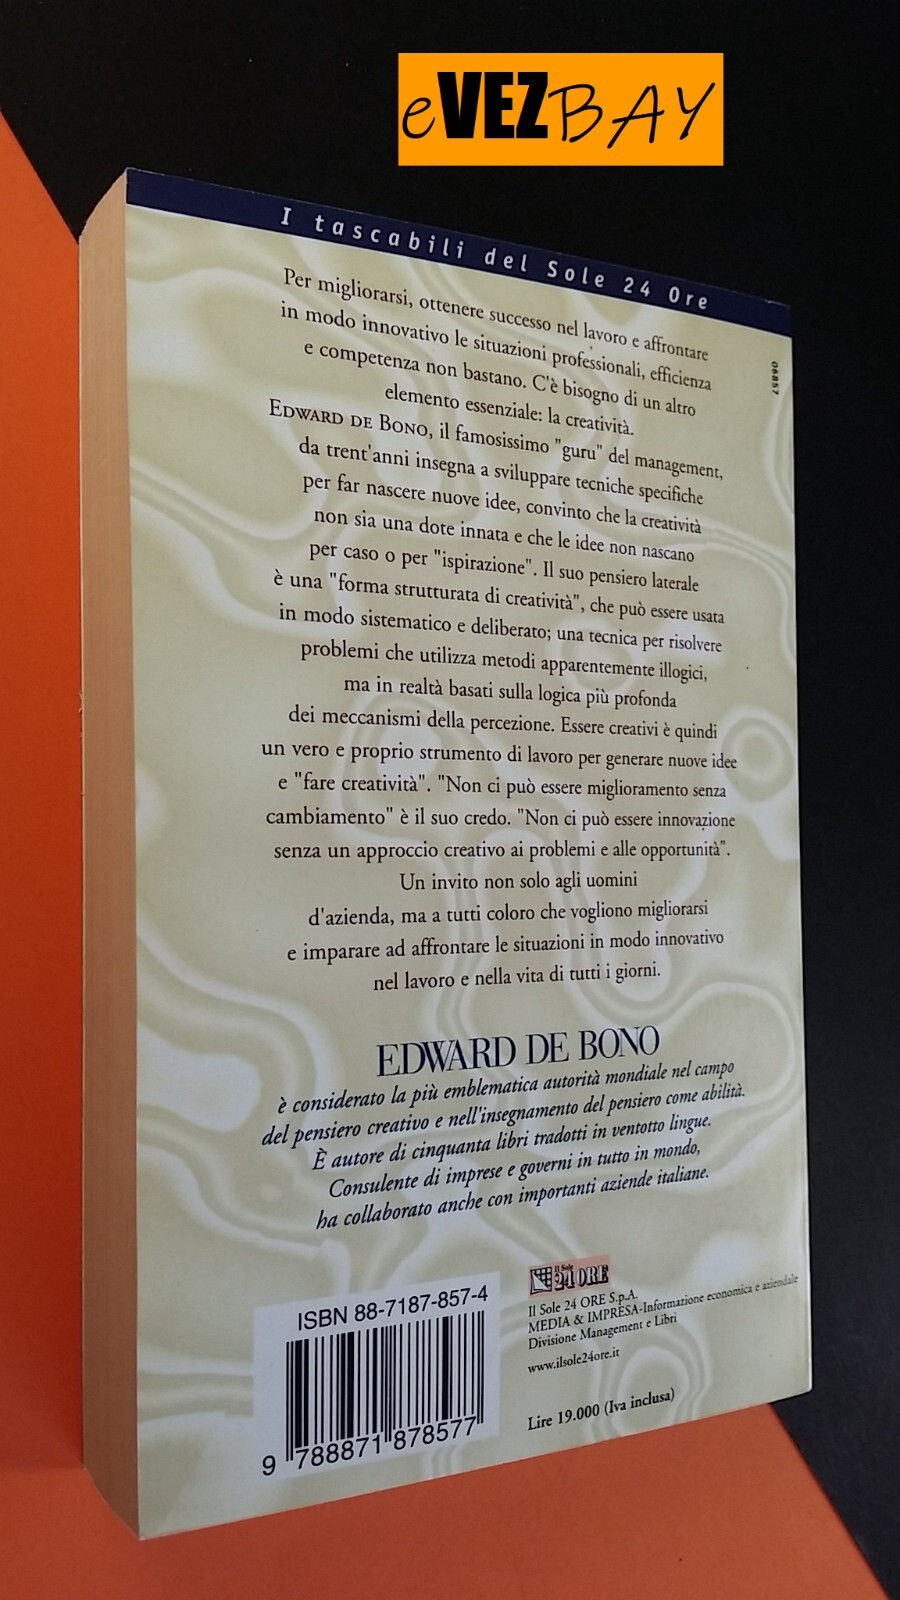 eVEZBAY
I tascabili del Sole 24 Ore
06857
Per migliorarsi, ottenere successo nel lavoro e affrontare
in modo innovativo le situazioni professionali, efficienza
e competenza non bastano. C'è bisogno di un altro
elemento essenziale: la creatività.
EDWARD DE BONO, il famosissimo "guru" del management,
da trent'anni insegna a sviluppare tecniche specifiche
per far nascere nuove idee, convinto che la creatività
non sia una dote innata e che le idee non nascano
per caso o per "ispirazione". Il suo pensiero laterale
è una "forma strutturata di creatività", che può essere usata
in modo sistematico e deliberato; una tecnica per risolvere
problemi che utilizza metodi apparentemente illogici,
ma in realtà basati sulla logica più profonda
dei meccanismi della percezione. Essere creativi è quindi
un vero e proprio strumento di lavoro per generare nuove idee
e "fare creatività". "Non ci può essere miglioramento senza
cambiamento" è il suo credo. "Non ci può essere innovazione
senza un approccio creativo ai problemi e alle opportunità".
Un invito non solo agli uomini
d'azienda, ma a tutti coloro che vogliono migliorarsi
e imparare ad affrontare le situazioni in modo innovativo
nel lavoro e nella vita di tutti i giorni.
EDWARD DE BONO
è considerato la più emblematica autorità mondiale nel campo
del pensiero creativo e nell'insegnamento del pensiero come abilità.
È autore di cinquanta libri tradotti in ventotto lingue.
Consulente di imprese e governi in tutto in mondo,
ha collaborato anche con importanti aziende italiane.
ISBN 88-7187-857-4
9 788871 878577
Il Sole
24 ORE
Il Sole 24 ORE S.p.A.
MEDIA & IMPRESA-Informazione economica e aziendale
Divisione Management e Libri
www.ilsole24ore.it
Lire 19.000 (Iva inclusa)